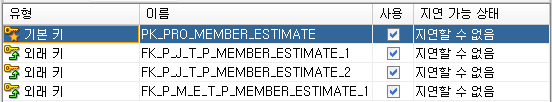 유형 이름 사용 지연 가능 상태
기본 키 PK_PRO_MEMBER_ESTIMATE 지연할 수 없음
외래 키 FK_P_J_T_P_MEMBER_ESTIMATE_1 지연할 수 없음
외래 키 FK_P_J_T_P_MEMBER_ESTIMATE_2 지연할 수 없음
외래 키 FK_P_M_E_T_P_MEMBER_ESTIMATE_1 지연할 수 없음